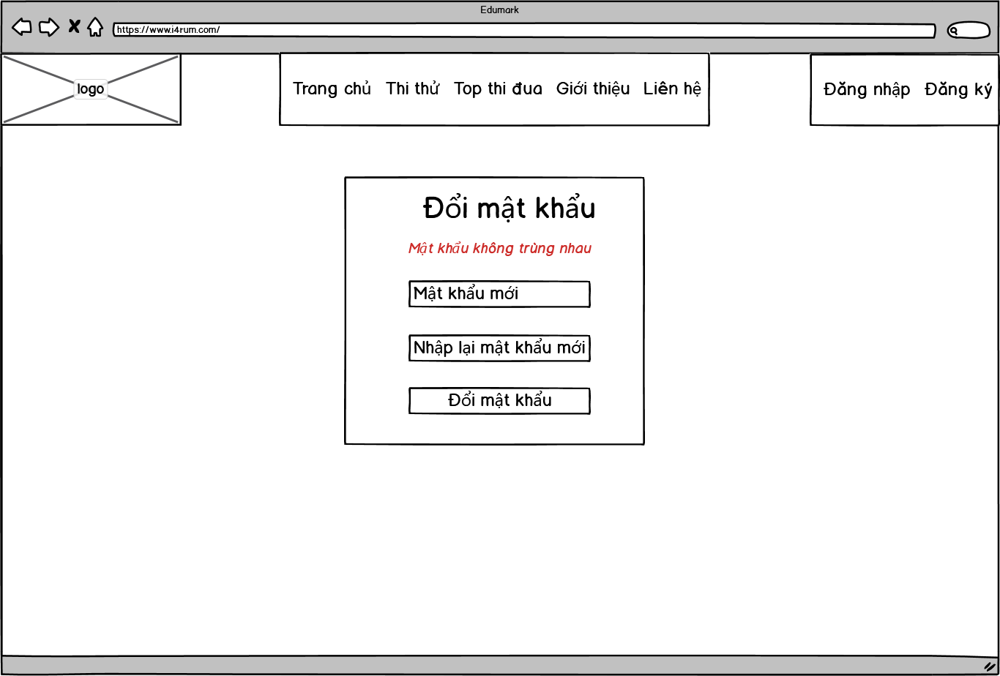 Edumark
https://www.i4rum.com/
logo
Trang chủ Thi thử Top thi đua Giới thiệu Liên hệ
Đăng nhập Đăng ký
Đổi mật khẩu
Mật khẩu không trùng nhau
Mật khẩu mới
Nhập lại mật khẩu mới
Đổi mật khẩu